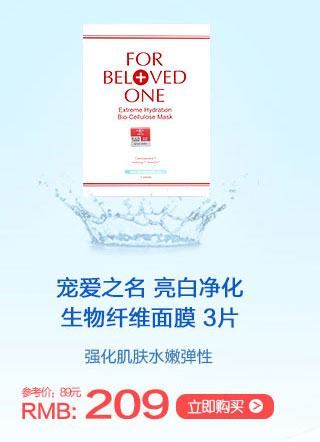 FOR
BELOVED
ONE
Extreme Hydration
Bio-Cellulose Mask
宠爱之名 亮白净化
生物纤维面膜 3片
强化肌肤水嫩弹性
参考价: 89元
RMB: 209 立即购买 >